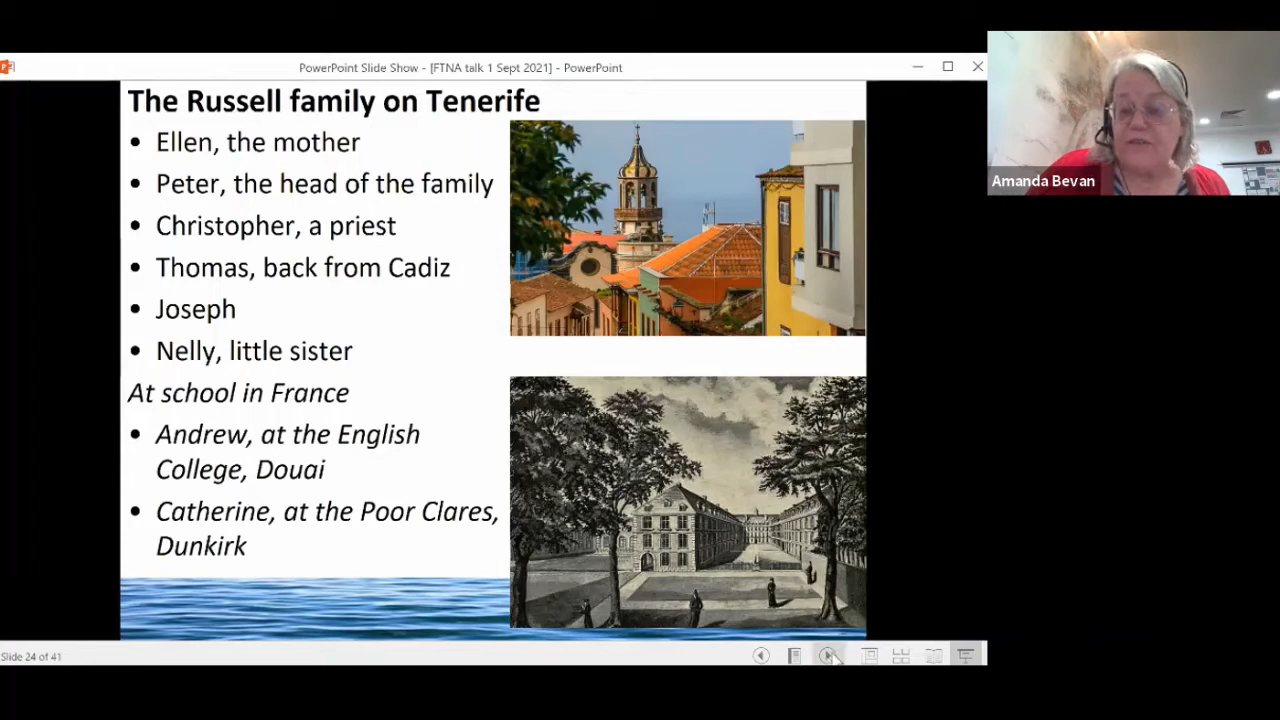 PowerPoint Slide Show - [FTNA talk 1 Sept 2021] - PowerPoint
The Russell family on Tenerife
• Ellen, the mother
• Peter, the head of the family
• Christopher, a priest
• Thomas, back from Cadiz
• Joseph
• Nelly, little sister
At school in France
• Andrew, at the English
College, Douai
• Catherine, at the Poor Clares,
Dunkirk
Amanda Bevan
Slide 24 of 41